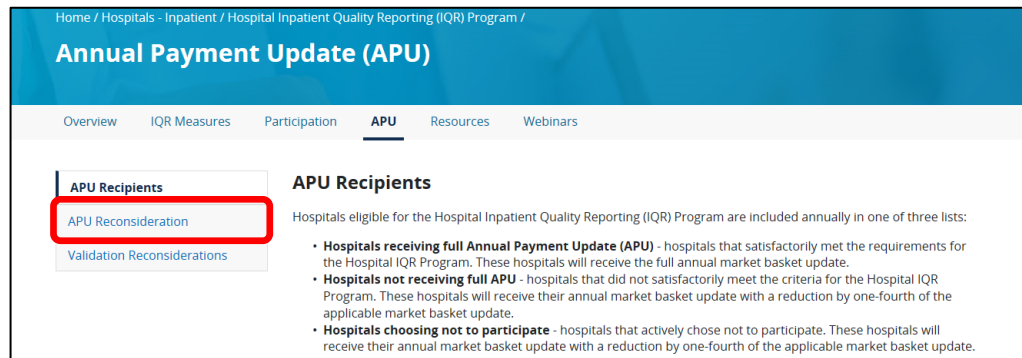 Home / Hospitals - Inpatient / Hospital Inpatient Quality Reporting (IQR) Program /
Annual Payment Update (APU)
Overview IQR Measures Participation APU Resources Webinars
APU Recipients
APU Reconsideration
Validation Reconsiderations
APU Recipients
Hospitals eligible for the Hospital Inpatient Quality Reporting (IQR) Program are included annually in one of three lists:
• Hospitals receiving full Annual Payment Update (APU) - hospitals that satisfactorily met the requirements for
the Hospital IQR Program. These hospitals will receive the full annual market basket update.
• Hospitals not receiving full APU - hospitals that did not satisfactorily meet the criteria for the Hospital IQR
Program. These hospitals will receive their annual market basket update with a reduction by one-fourth of the
applicable market basket update.
• Hospitals choosing not to participate - hospitals that actively chose not to participate. These hospitals will
receive their annual market basket update with a reduction by one-fourth of the applicable market basket update.